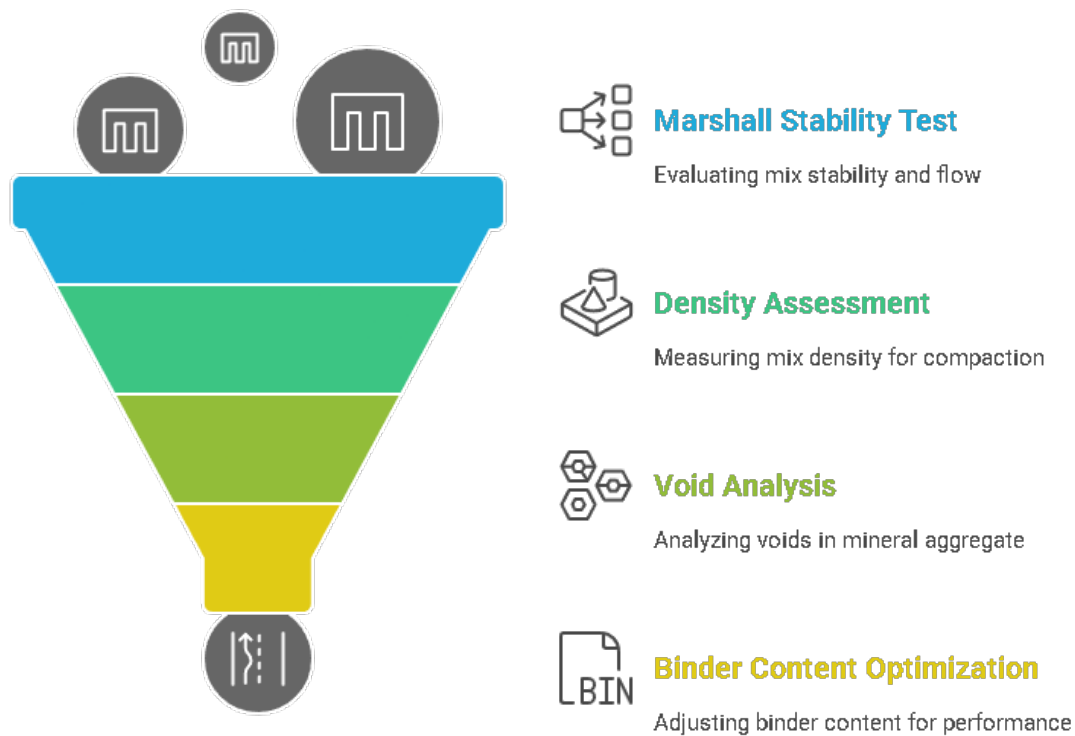 Marshall Stability Test
Evaluating mix stability and flow
Density Assessment
Measuring mix density for compaction
Void Analysis
Analyzing voids in mineral aggregate
BIN
Binder Content Optimization
Adjusting binder content for performance